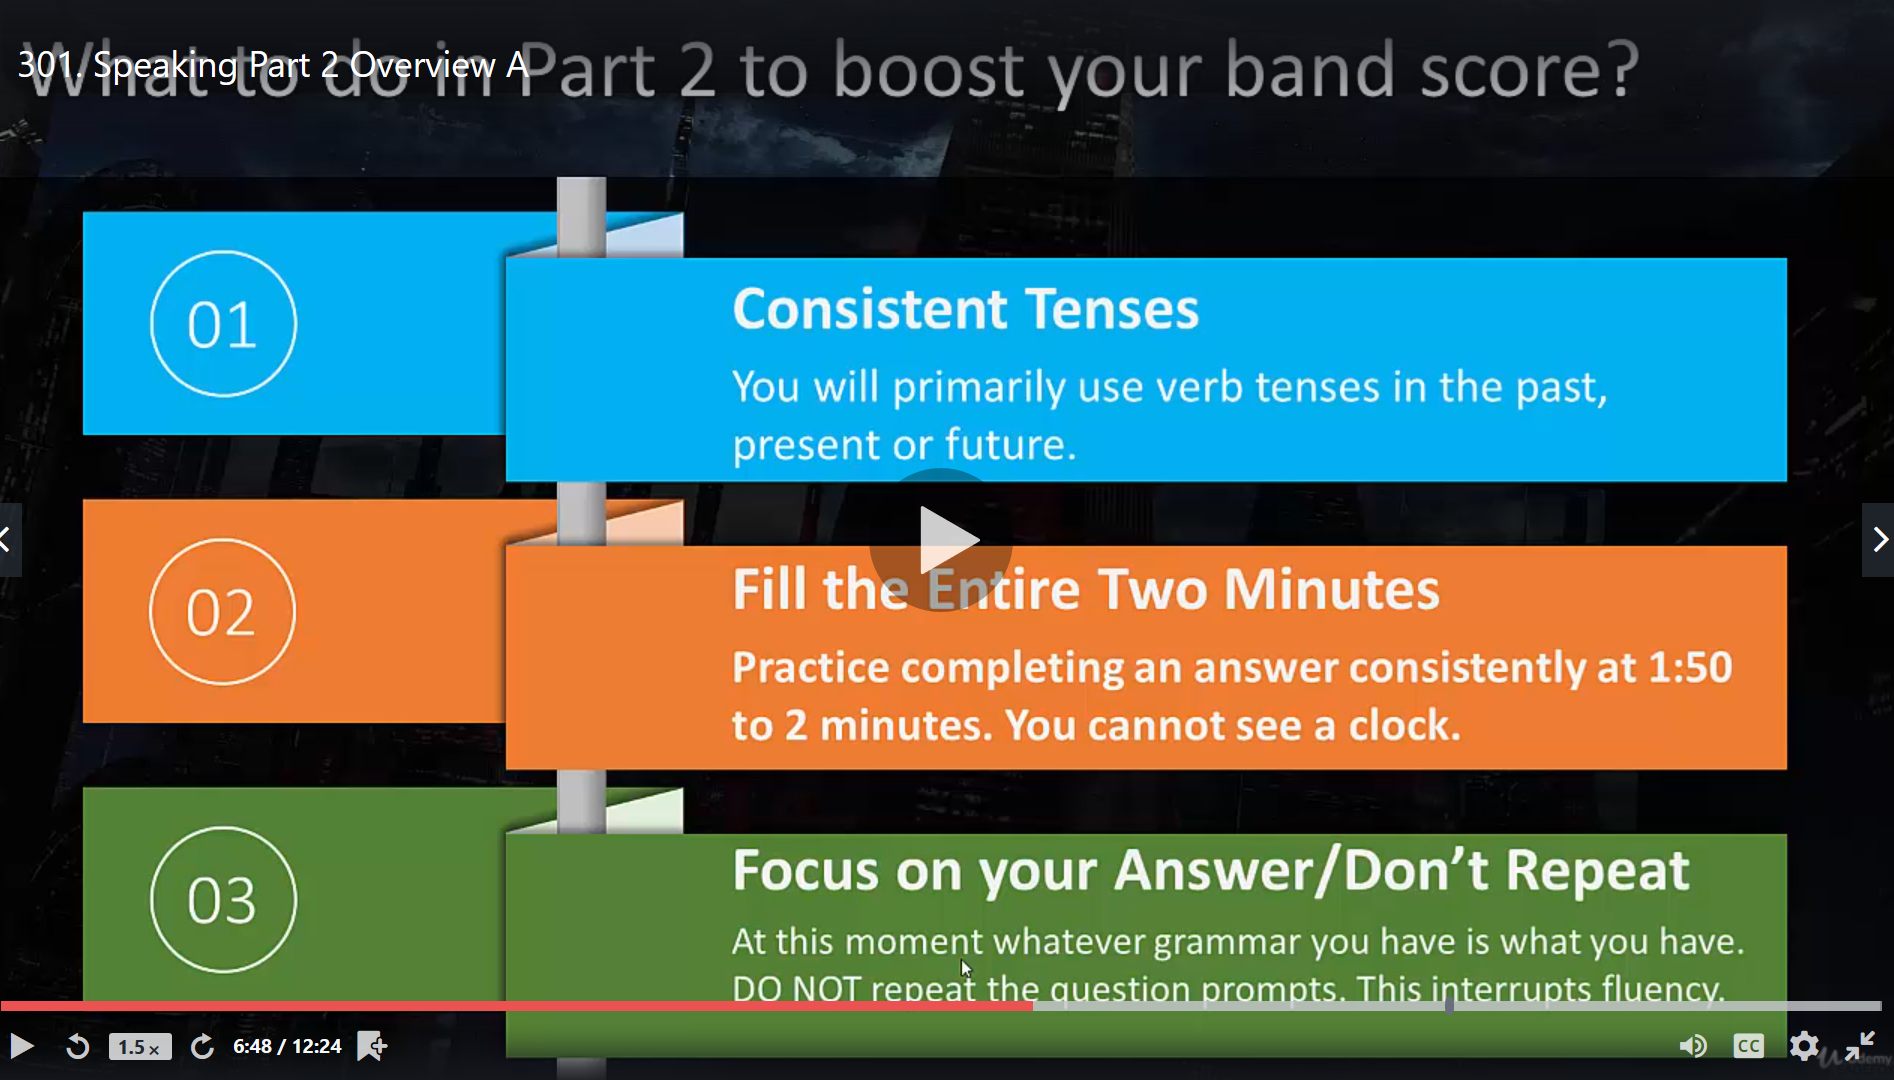 What to do in Part 2 to boost your band score?
301. Speaking Part 2 Overview A
01
Consistent Tenses
You will primarily use verb tenses in the past,
present or future.
02
Fill the Entire Two Minutes
Practice completing an answer consistently at 1:50
to 2 minutes. You cannot see a clock.
03
Focus on your Answer/Don't Repeat
At this moment whatever grammar you have is what you have.
DO NOT repeat the question prompts. This interrupts fluency.
1.5×
6:48 / 12:24
CC
Udemy